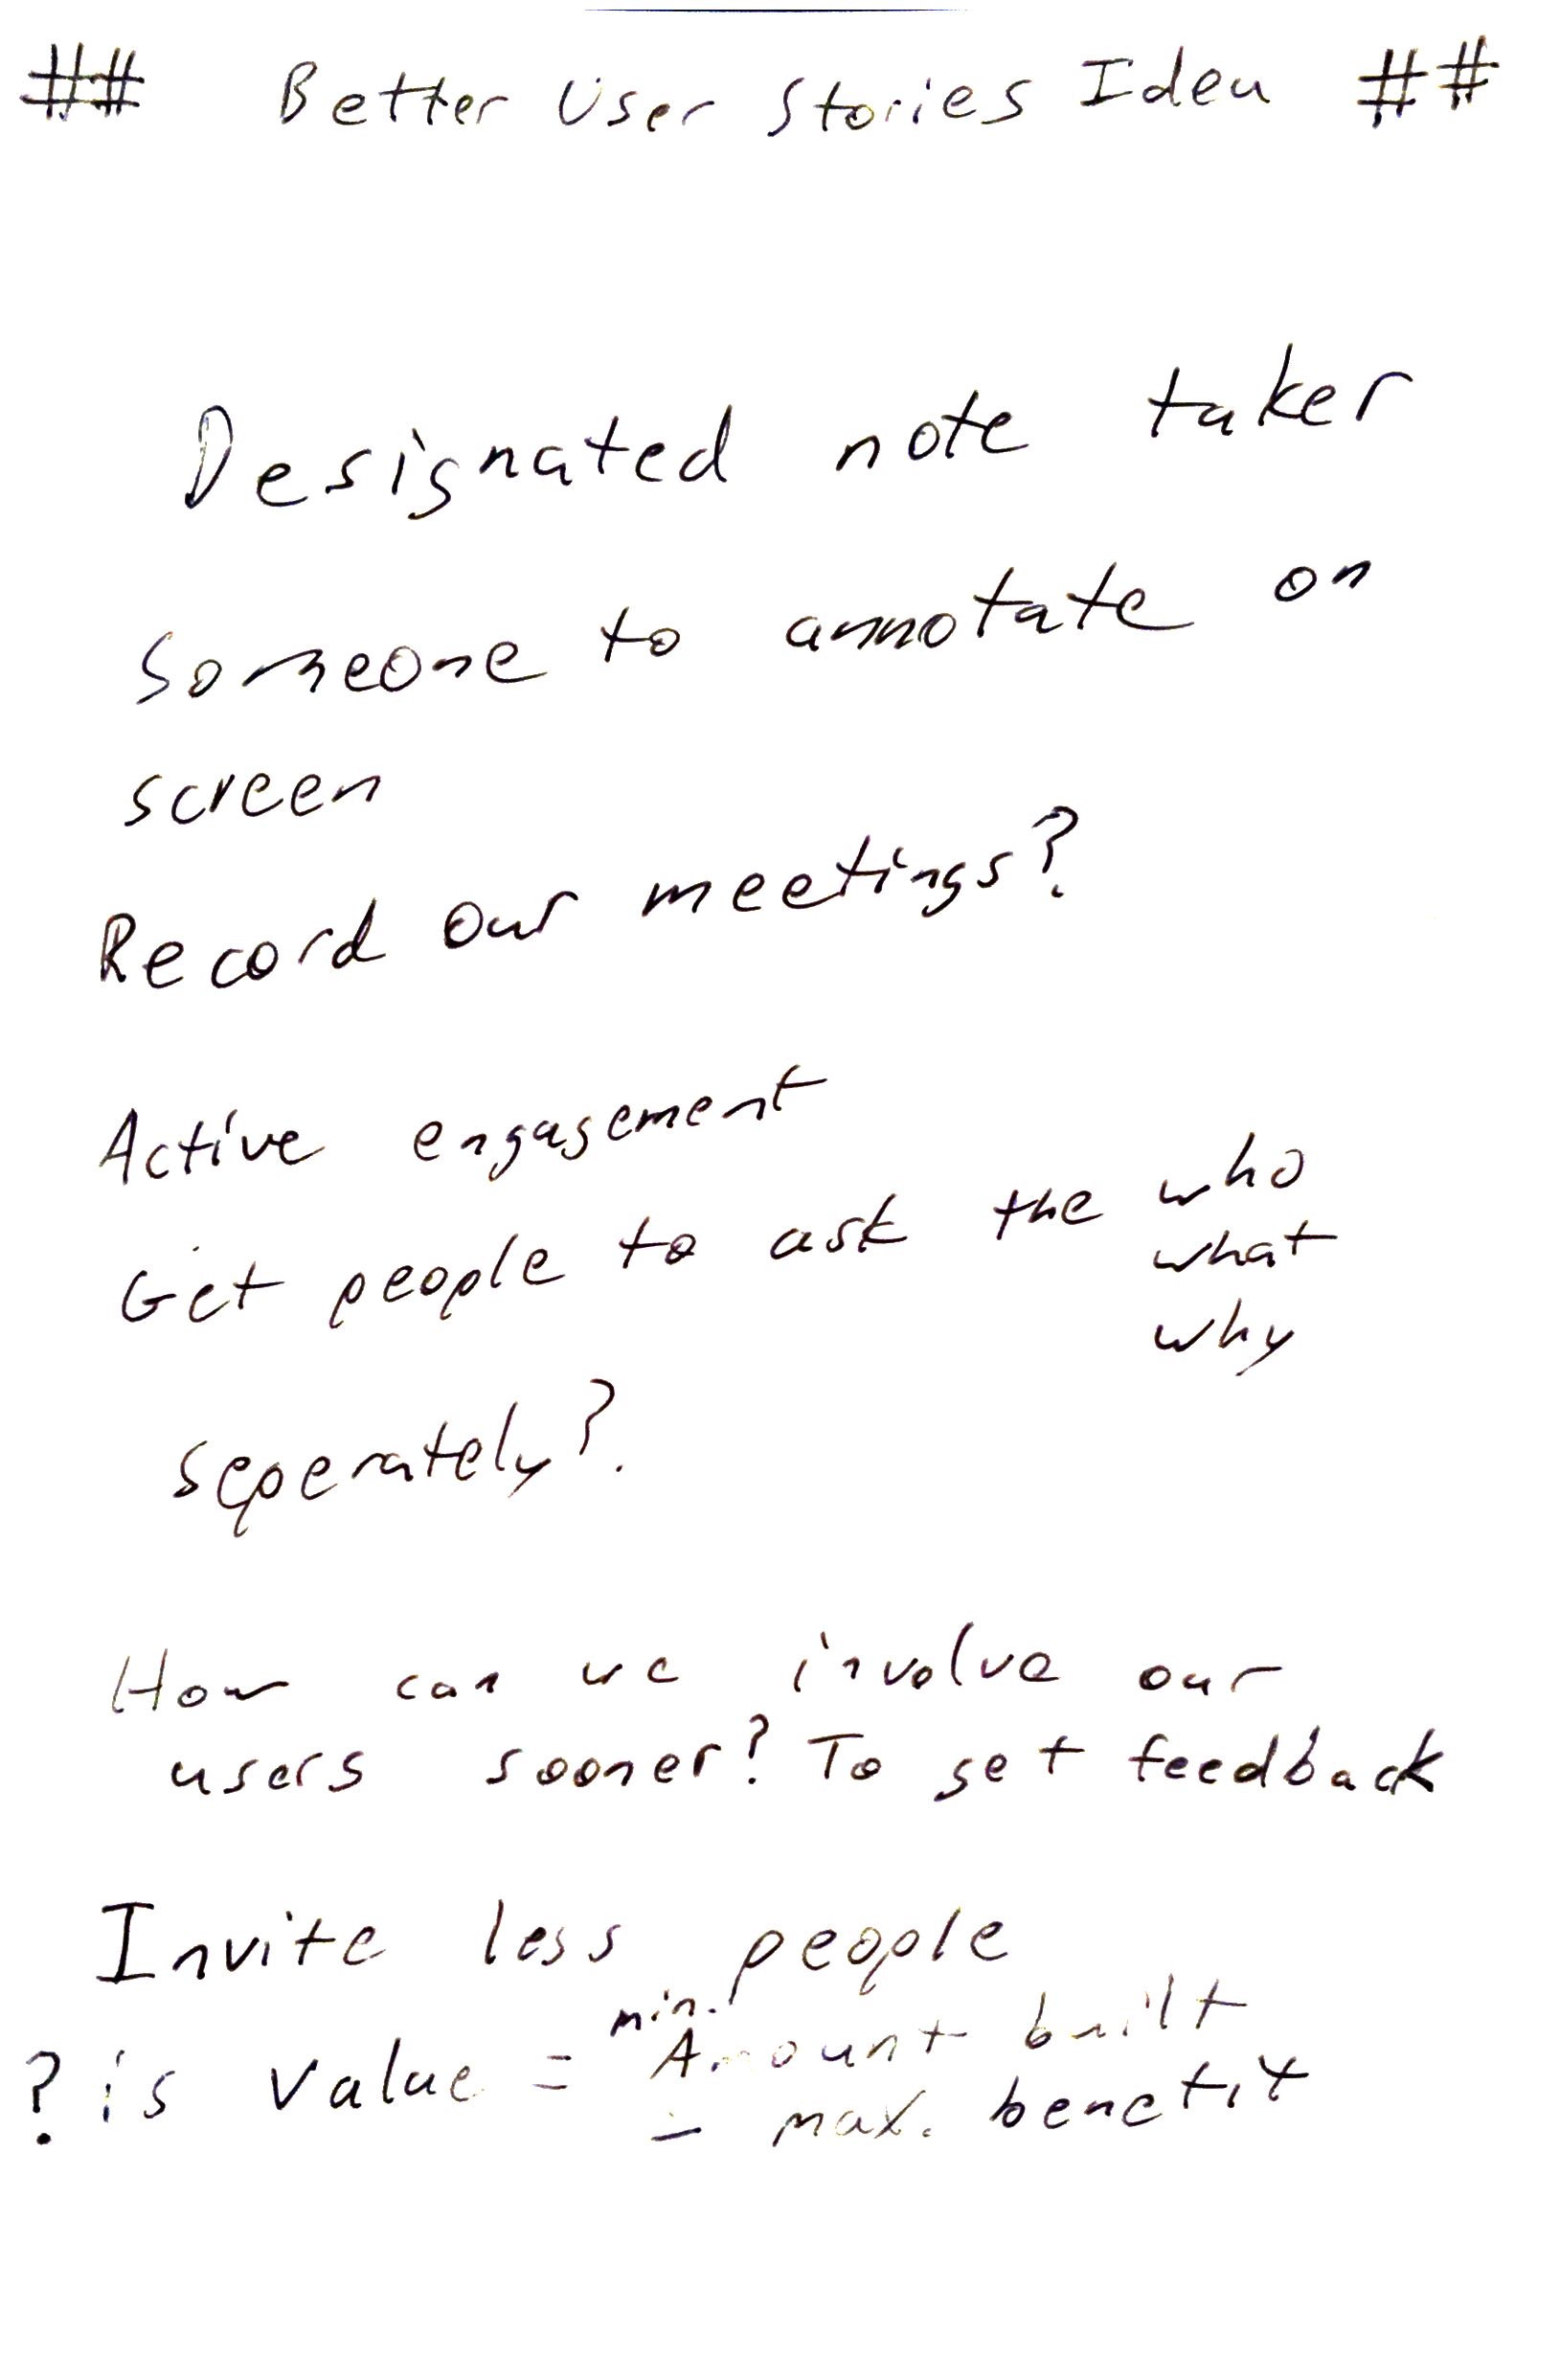 ## Better User Stories Idea ##
Designated note taker
Someone to annotate on
screen
Record our meetings?
Active engagement
Get people to ask the who
what
why
seperately?
How can we involve our
users sooner? To get feedback
Invite less people
min.
? is value = Amount built
- max. benefit